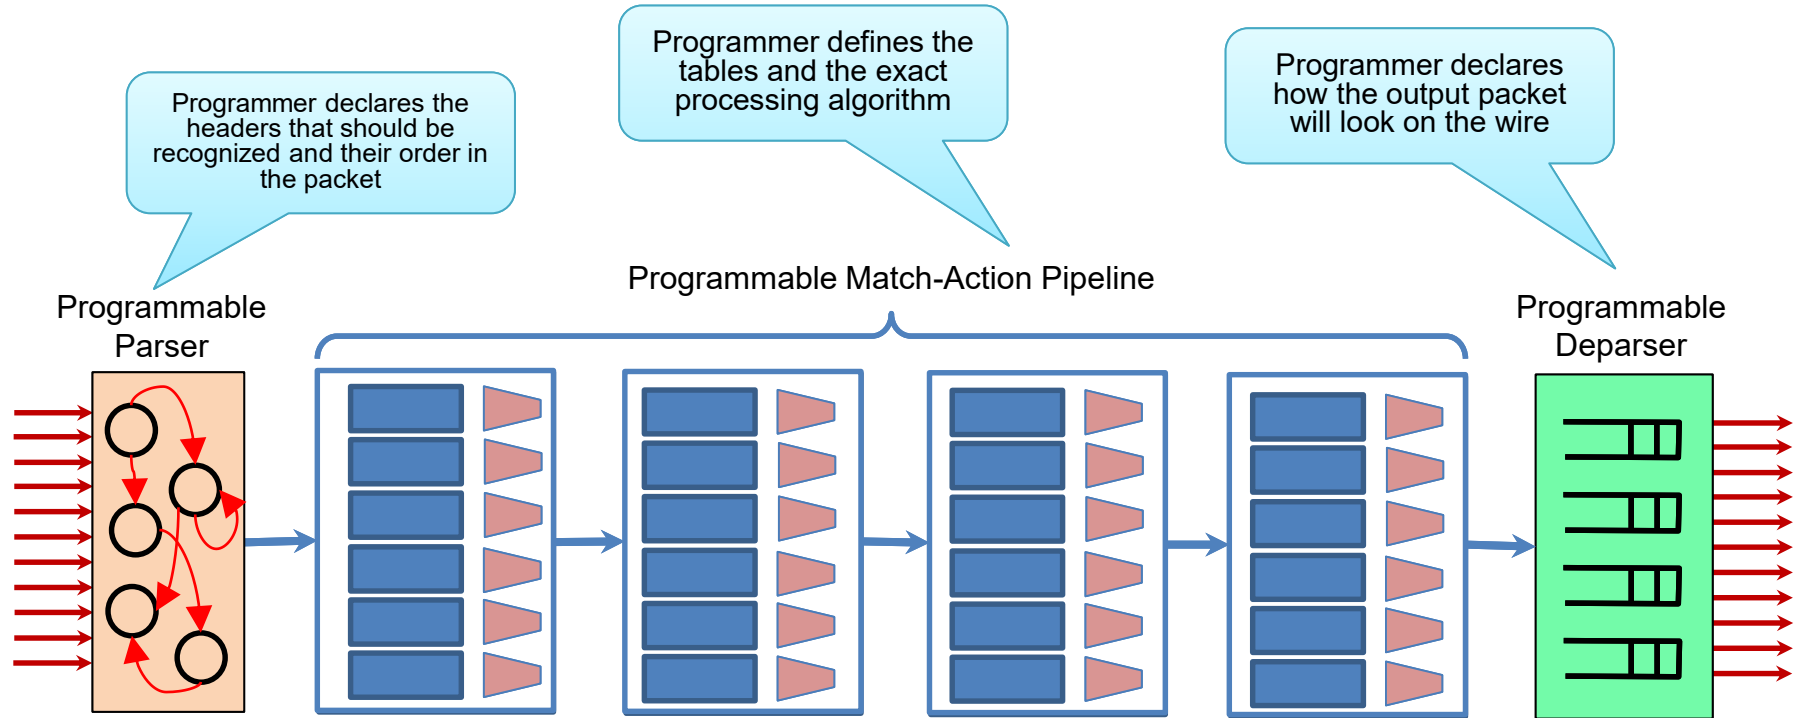 Programmer declares the
headers that should be
recognized and their order in
the packet
Programmer defines the
tables and the exact
processing algorithm
Programmer declares
how the output packet
will look on the wire
Programmable Match-Action Pipeline
Programmable
Parser
Programmable
Deparser